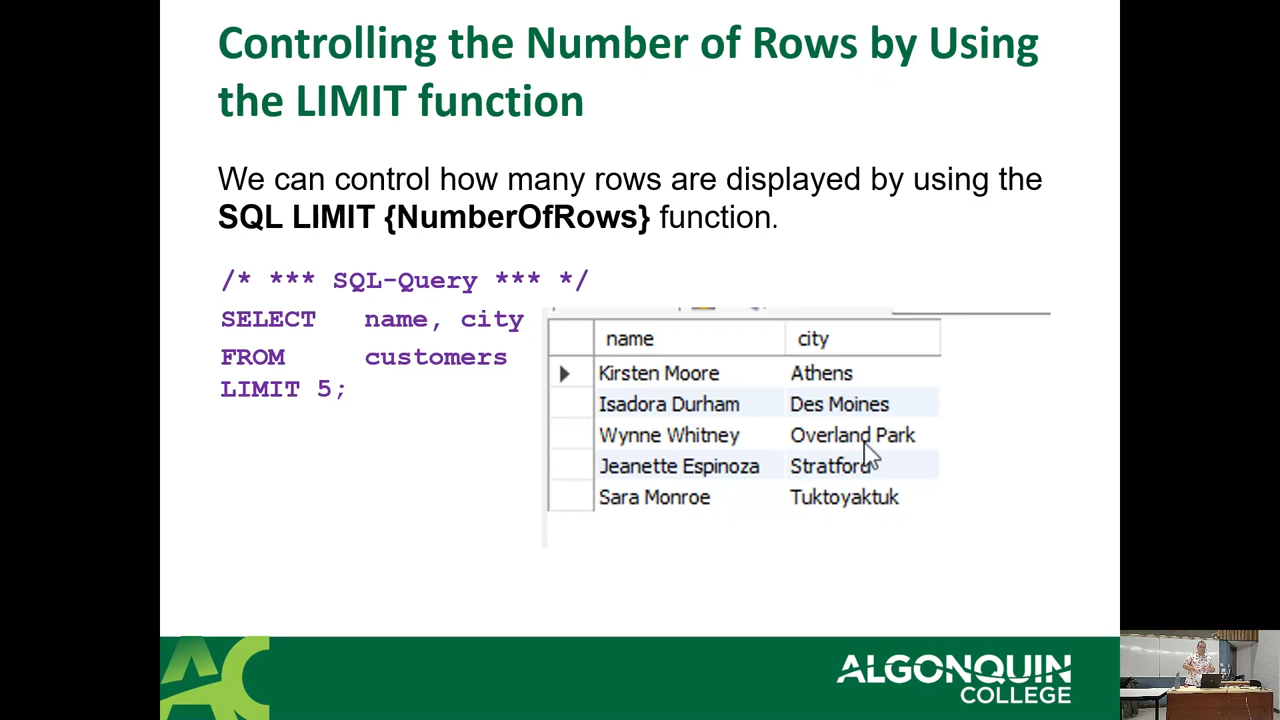 Controlling the Number of Rows by Using
the LIMIT function
We can control how many rows are displayed by using the
SQL LIMIT {NumberOfRows} function.
/* *** SQL-Query *** */
SELECT name, city
FROM customers
LIMIT 5;
name city
Kirsten Moore Athens
Isadora Durham Des Moines
Wynne Whitney Overland Park
Jeanette Espinoza Stratford
Sara Monroe Tuktoyaktuk
AC
ALGONQUIN
COLLEGE